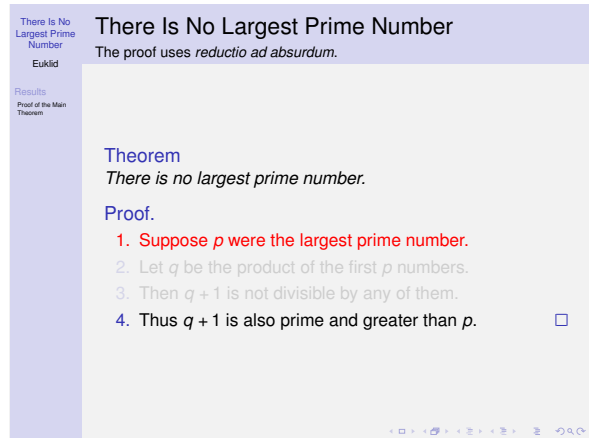 There Is No
Largest Prime
Number
Euklid
Results
Proof of the Main
Theorem
There Is No Largest Prime Number
The proof uses reductio ad absurdum.
Theorem
There is no largest prime number.
Proof.
1. Suppose p were the largest prime number.
2. Let q be the product of the first p numbers.
3. Then q + 1 is not divisible by any of them.
4. Thus q + 1 is also prime and greater than p. □